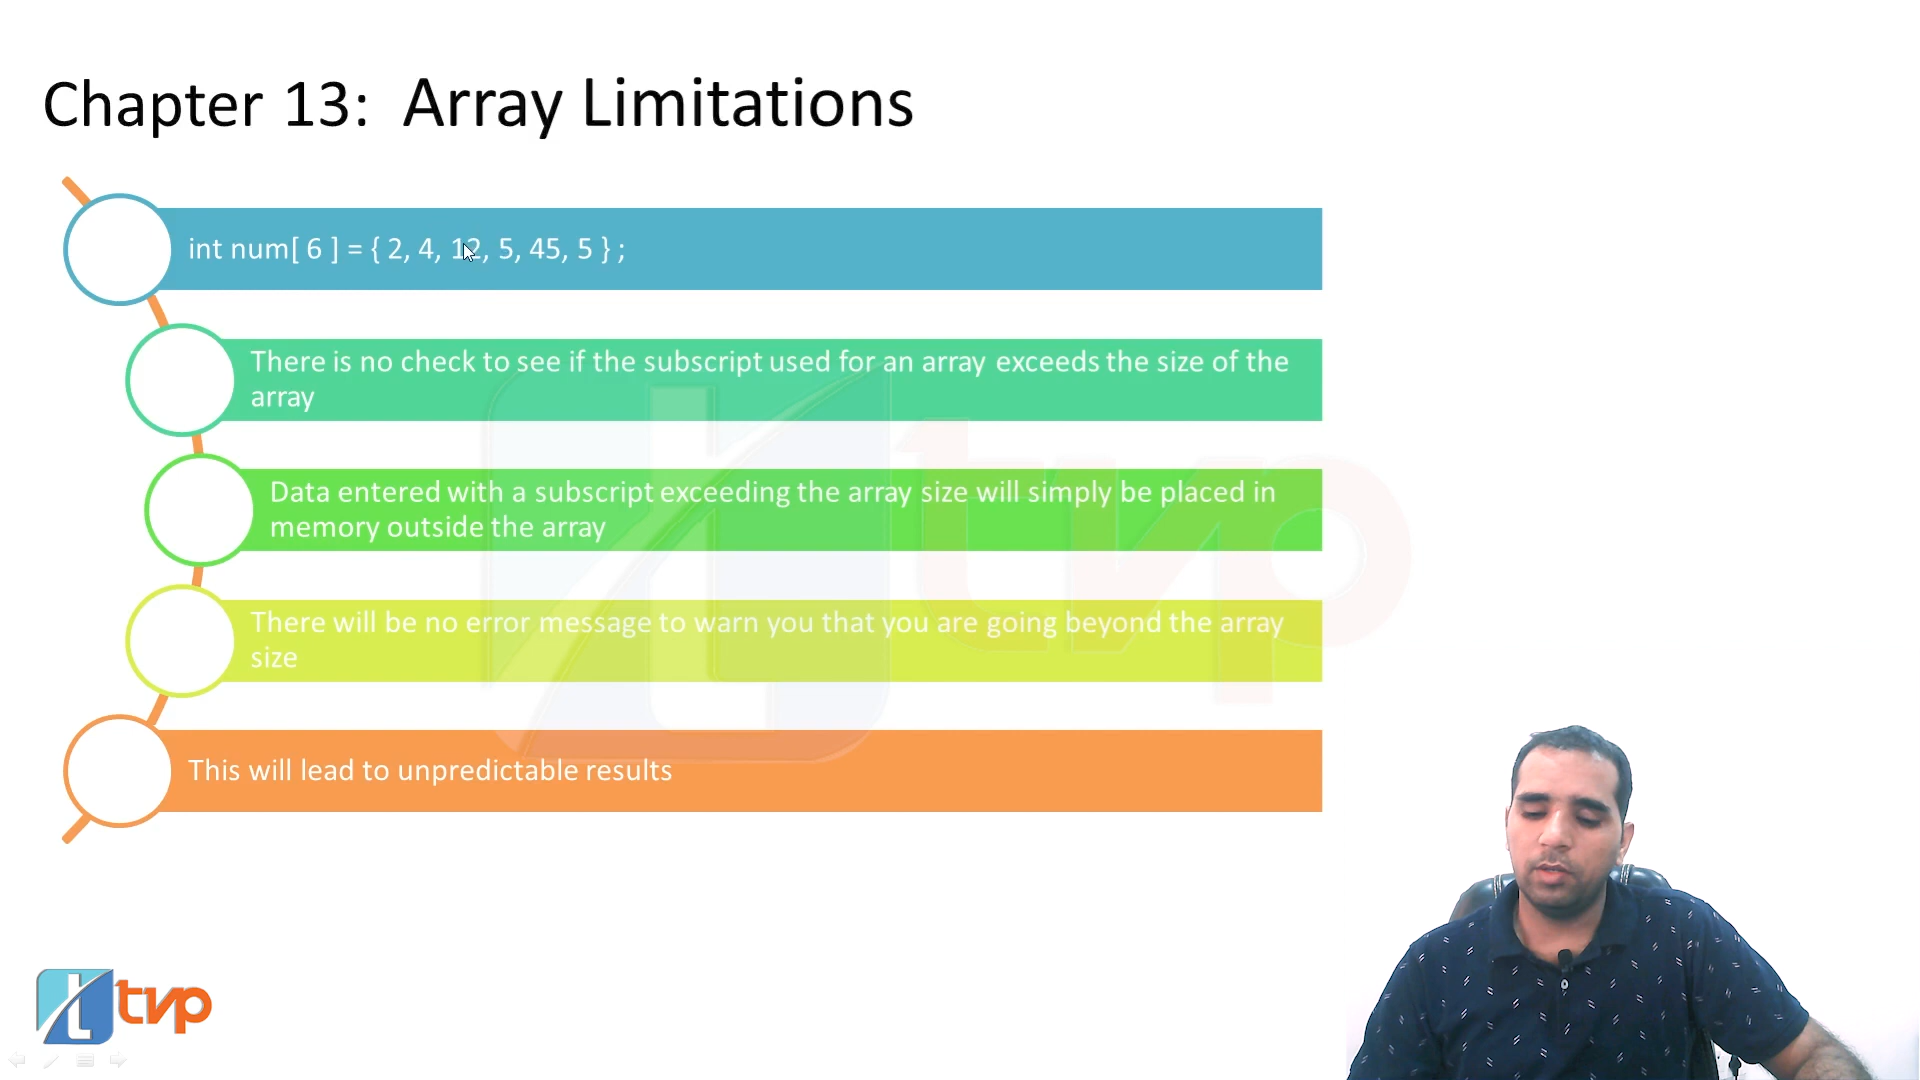 Chapter 13: Array Limitations
int num[ 6 ] = { 2, 4, 12, 5, 45, 5 } ;
There is no check to see if the subscript used for an array exceeds the size of the
array
Data entered with a subscript exceeding the array size will simply be placed in
memory outside the array
There will be no error message to warn you that you are going beyond the array
size
This will lead to unpredictable results
tvp
t tvp